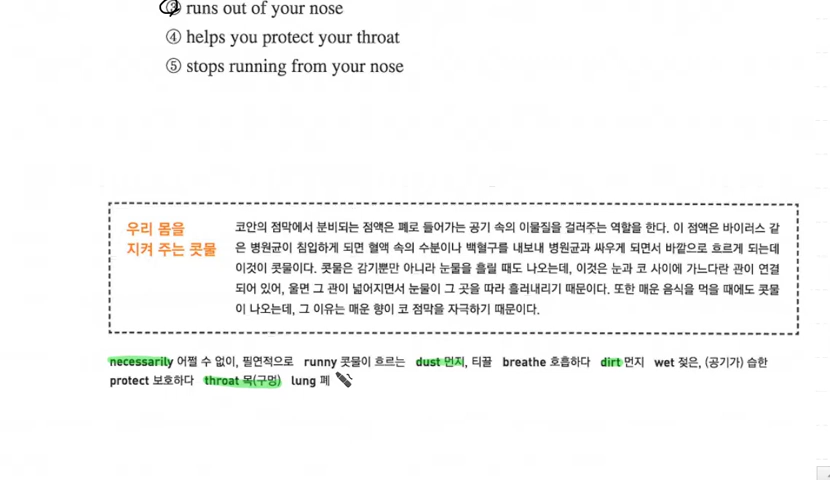 ③ runs out of your nose
④ helps you protect your throat
⑤ stops running from your nose
우리 몸을
지켜 주는 콧물
코안의 점막에서 분비되는 점액은 폐로 들어가는 공기 속의 이물질을 걸러주는 역할을 한다. 이 점액은 바이러스 같
은 병원균이 침입하게 되면 혈액 속의 수분이나 백혈구를 내보내 병원균과 싸우게 되면서 바깥으로 흐르게 되는데
이것이 콧물이다. 콧물은 감기뿐만 아니라 눈물을 흘릴 때도 나오는데, 이것은 눈과 코 사이에 가느다란 관이 연결
되어 있어, 울면 그 관이 넓어지면서 눈물이 그 곳을 따라 흘러내리기 때문이다. 또한 매운 음식을 먹을 때에도 콧물
이 나오는데, 그 이유는 매운 향이 코 점막을 자극하기 때문이다.
necessarily 어쩔 수 없이, 필연적으로 runny 콧물이 흐르는 dust 먼지, 티끌 breathe 호흡하다 dirt 먼지 wet 젖은, (공기가) 습한
protect 보호하다 throat 목(구멍) lung 폐